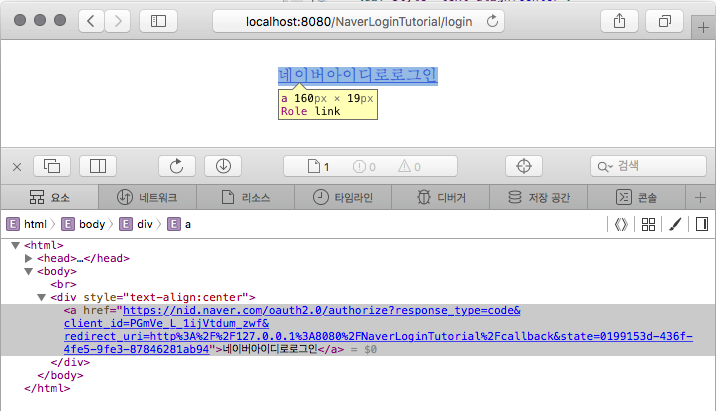 localhost:8080/NaverLoginTutorial/login
네이버아이디로로그인
a 160px × 19px
Role link
1 0 0 검색
요소 네트워크 리소스 타임라인 디버거 저장 공간 콘솔
E html E body E div E a
<html>
<head>…</head>
<body>
<br>
<div style="text-align:center">
<a href="https://nid.naver.com/oauth2.0/authorize?response_type=code&
client_id=PGmVe_L_1ijVtdum_zwf&
redirect_uri=http%3A%2F%2F127.0.0.1%3A8080%2FNaverLoginTutorial%2Fcallback&state=0199153d-436f-
4fe5-9fe3-87846281ab94">네이버아이디로로그인</a> = $0
</div>
</body>
</html>